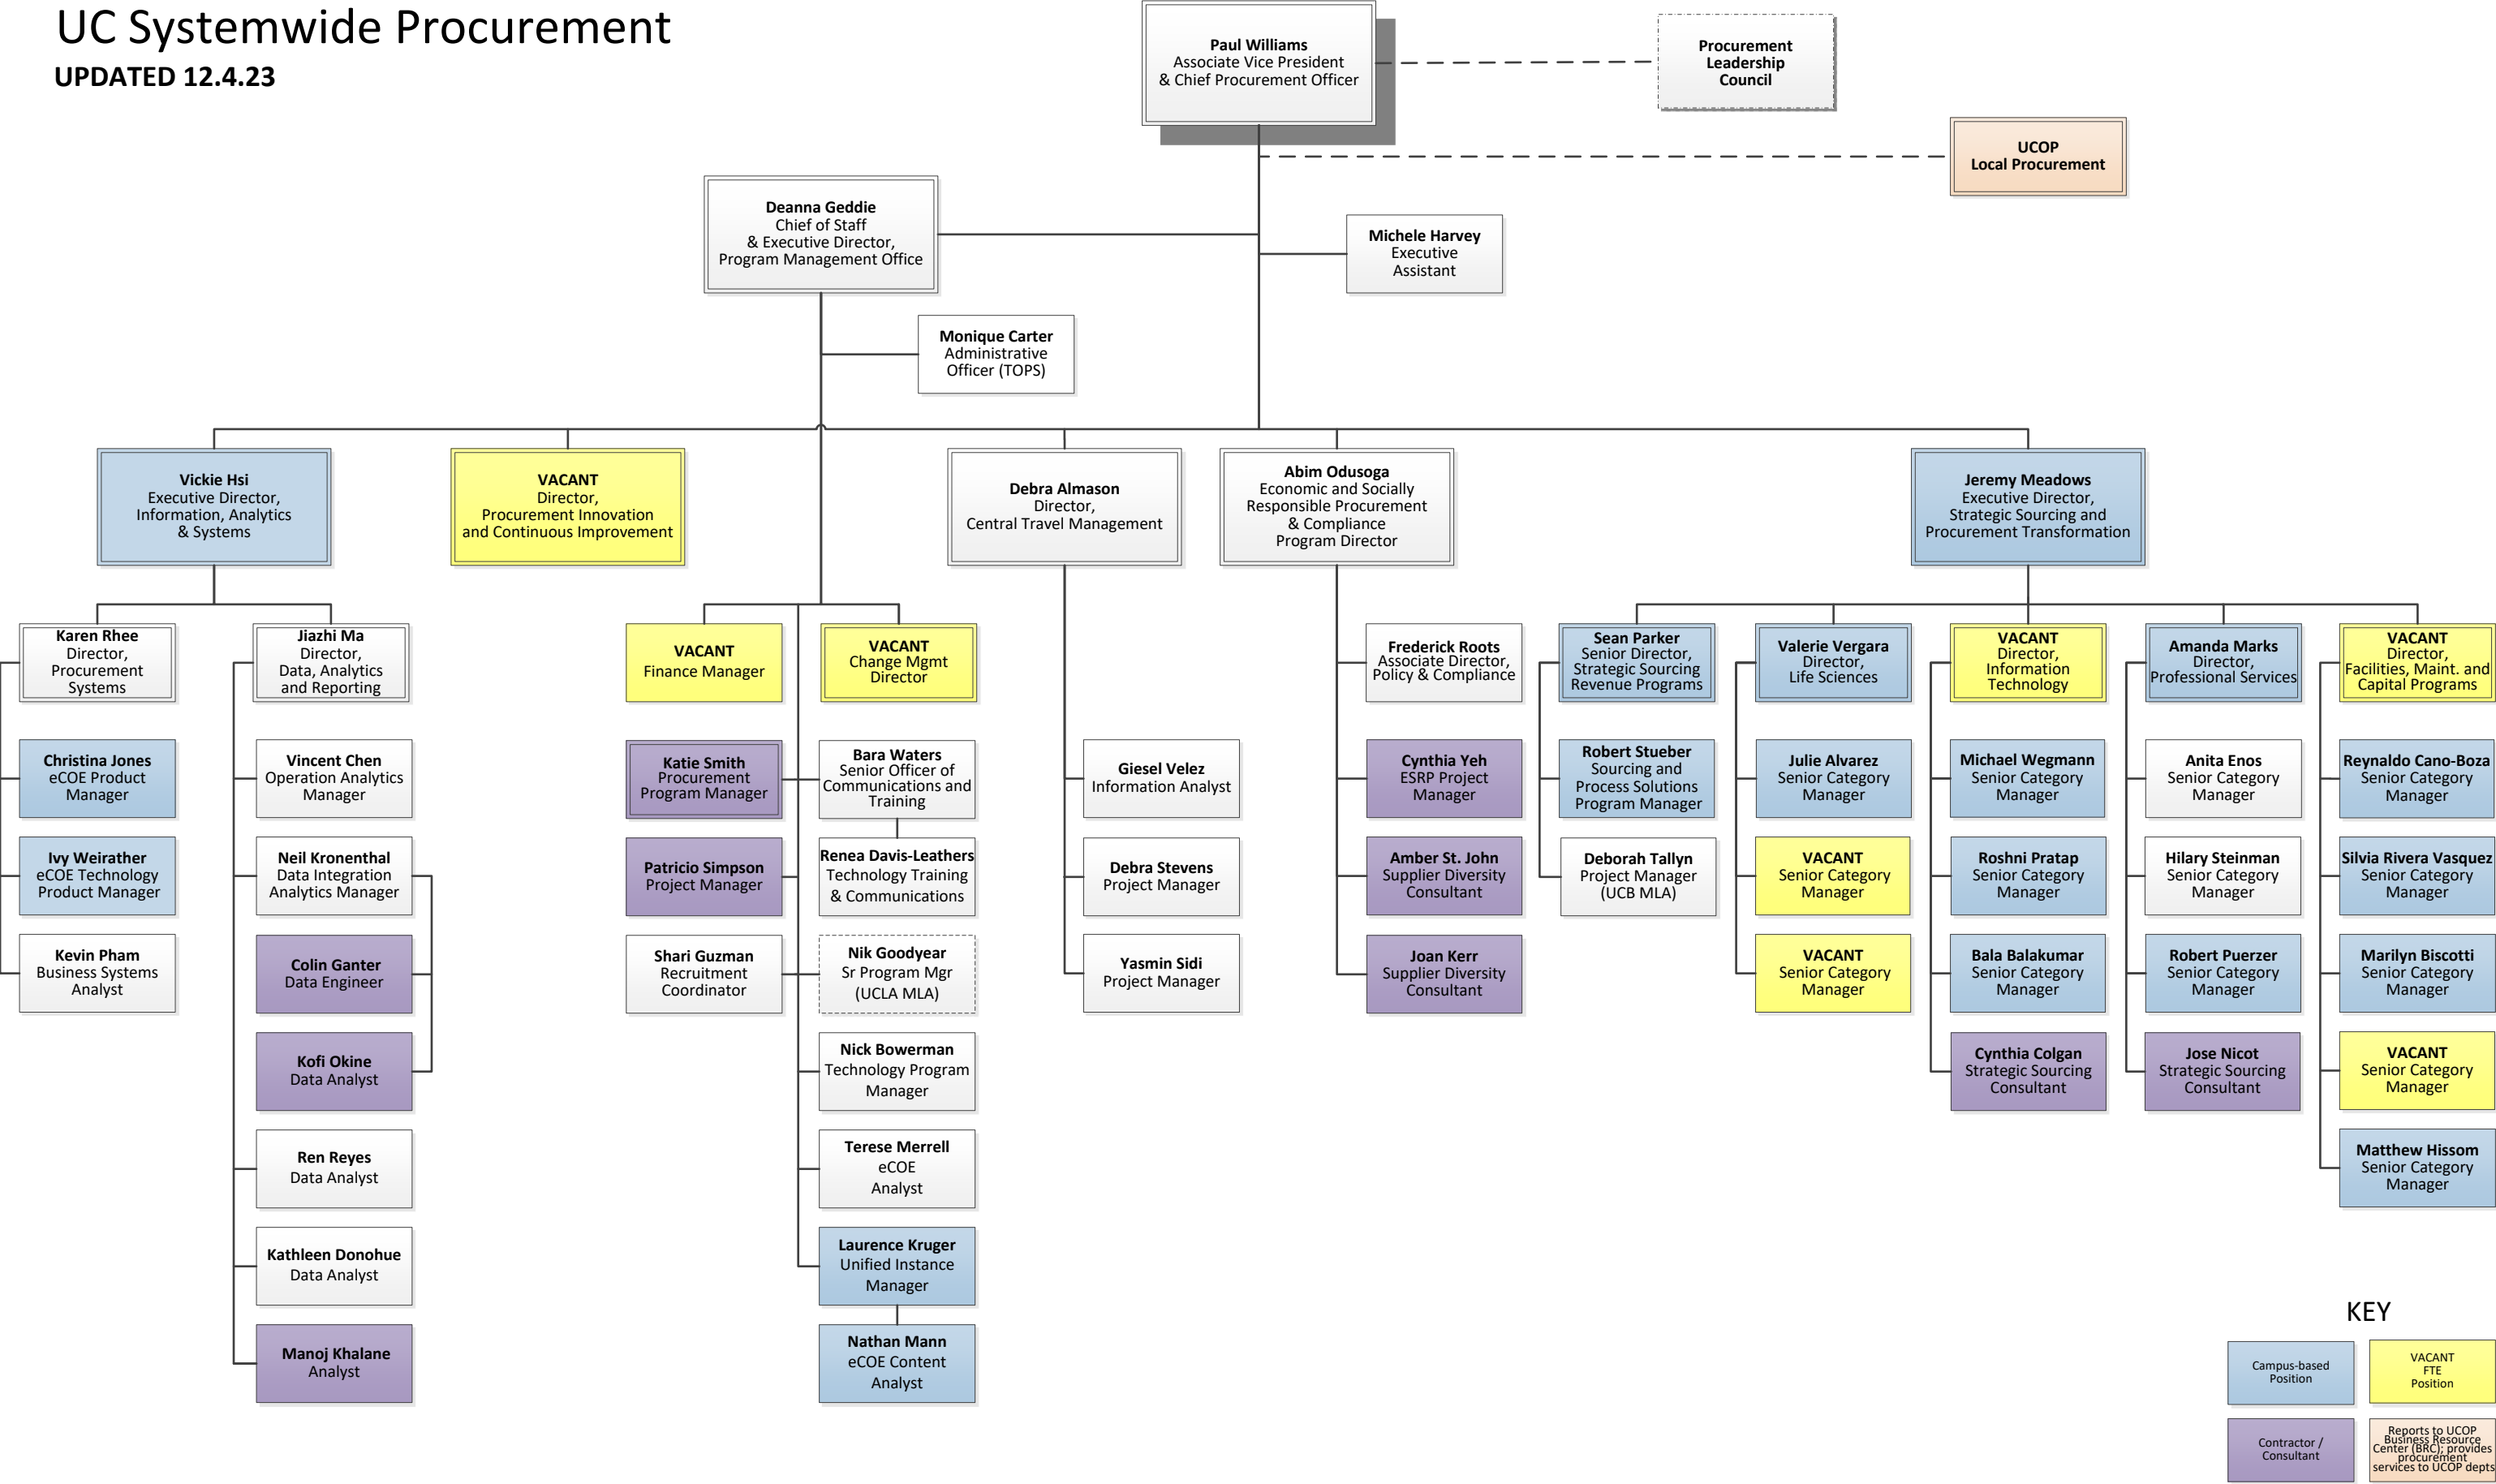 UC Systemwide Procurement
UPDATED 12.4.23
Paul Williams
Associate Vice President
& Chief Procurement Officer
Procurement
Leadership
Council
UCOP
Local Procurement
Deanna Geddie
Chief of Staff
& Executive Director,
Program Management Office
Michele Harvey
Executive
Assistant
Monique Carter
Administrative
Officer (TOPS)
Vickie Hsi
Executive Director,
Information, Analytics
& Systems
VACANT
Director,
Procurement Innovation
and Continuous Improvement
Debra Almason
Director,
Central Travel Management
Abim Odusoga
Economic and Socially
Responsible Procurement
& Compliance
Program Director
Jeremy Meadows
Executive Director,
Strategic Sourcing and
Procurement Transformation
Karen Rhee
Director,
Procurement
Systems
Christina Jones
eCOE Product
Manager
Ivy Weirather
eCOE Technology
Product Manager
Kevin Pham
Business Systems
Analyst
Jiazhi Ma
Director,
Data, Analytics
and Reporting
Vincent Chen
Operation Analytics
Manager
Neil Kronenthal
Data Integration
Analytics Manager
Colin Ganter
Data Engineer
Kofi Okine
Data Analyst
Ren Reyes
Data Analyst
Kathleen Donohue
Data Analyst
Manoj Khalane
Analyst
VACANT
Finance Manager
Katie Smith
Procurement
Program Manager
Patricio Simpson
Project Manager
Shari Guzman
Recruitment
Coordinator
VACANT
Change Mgmt
Director
Bara Waters
Senior Officer of
Communications and
Training
Renea Davis-Leathers
Technology Training
& Communications
Nik Goodyear
Sr Program Mgr
(UCLA MLA)
Nick Bowerman
Technology Program
Manager
Terese Merrell
eCOE
Analyst
Laurence Kruger
Unified Instance
Manager
Nathan Mann
eCOE Content
Analyst
Giesel Velez
Information Analyst
Debra Stevens
Project Manager
Yasmin Sidi
Project Manager
Frederick Roots
Associate Director,
Policy & Compliance
Cynthia Yeh
ESRP Project
Manager
Amber St. John
Supplier Diversity
Consultant
Joan Kerr
Supplier Diversity
Consultant
Sean Parker
Senior Director,
Strategic Sourcing
Revenue Programs
Robert Stueber
Sourcing and
Process Solutions
Program Manager
Deborah Tallyn
Project Manager
(UCB MLA)
Valerie Vergara
Director,
Life Sciences
Julie Alvarez
Senior Category
Manager
VACANT
Senior Category
Manager
VACANT
Senior Category
Manager
VACANT
Director,
Information
Technology
Michael Wegmann
Senior Category
Manager
Roshni Pratap
Senior Category
Manager
Bala Balakumar
Senior Category
Manager
Cynthia Colgan
Strategic Sourcing
Consultant
Amanda Marks
Director,
Professional Services
Anita Enos
Senior Category
Manager
Hilary Steinman
Senior Category
Manager
Robert Puerzer
Senior Category
Manager
Jose Nicot
Strategic Sourcing
Consultant
VACANT
Director,
Facilities, Maint. and
Capital Programs
Reynaldo Cano-Boza
Senior Category
Manager
Silvia Rivera Vasquez
Senior Category
Manager
Marilyn Biscotti
Senior Category
Manager
VACANT
Senior Category
Manager
Matthew Hissom
Senior Category
Manager
KEY
Campus-based
Position
VACANT
FTE
Position
Contractor /
Consultant
Reports to UCOP
Business Resource
Center (BRC); provides
procurement
services to UCOP depts